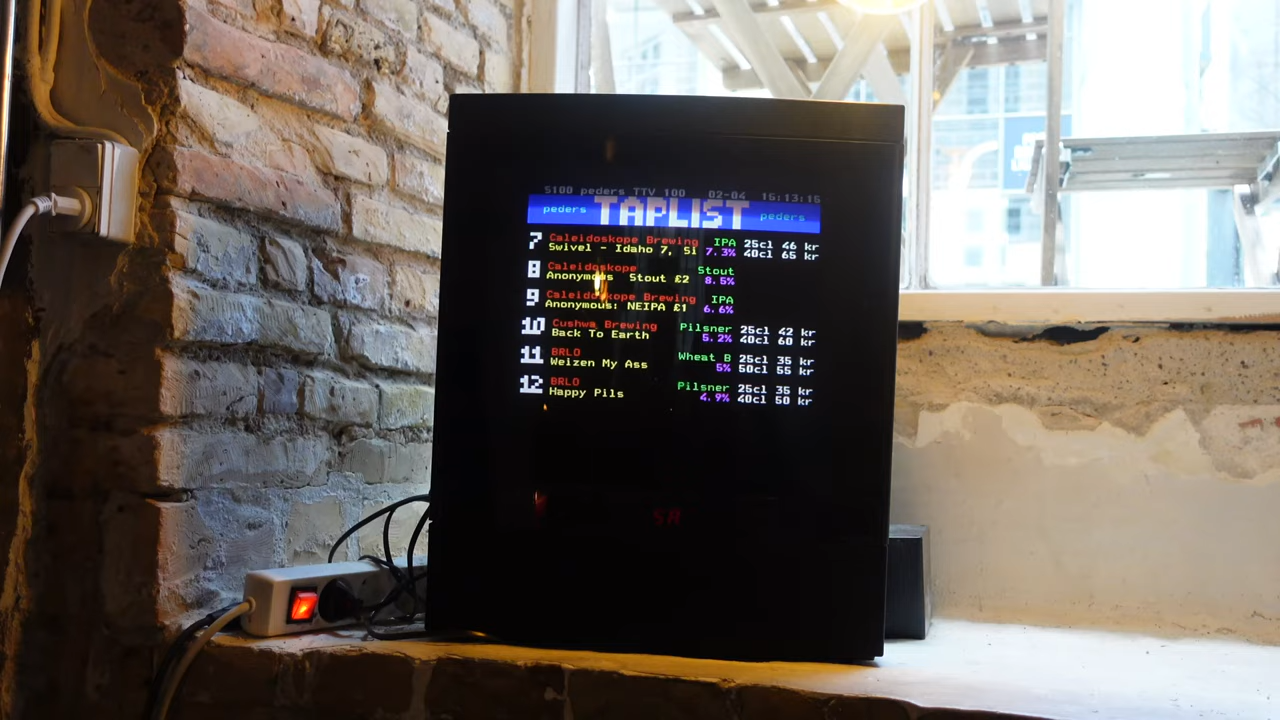 S100 peders TTV 100 02-04 15:13:15
peders TAPLIST peders
7 Caleidoskope Brewing IPA 25cl 46 kr
Swivel - Idaho 7, Si 7.3% 40cl 65 kr
8 Caleidoskope Stout
Anonymous Stout £2 8.5%
9 Caleidoskope Brewing IPA
Anonymous: NEIPA £1 6.6%
10 Cushwa Brewing Pilsner 25cl 42 kr
Back To Earth 5.2% 40cl 60 kr
11 BRLO Wheat B 25cl 35 kr
Weizen My Ass 5% 50cl 55 kr
12 BRLO Pilsner 25cl 35 kr
Happy Pils 4.9% 40cl 50 kr